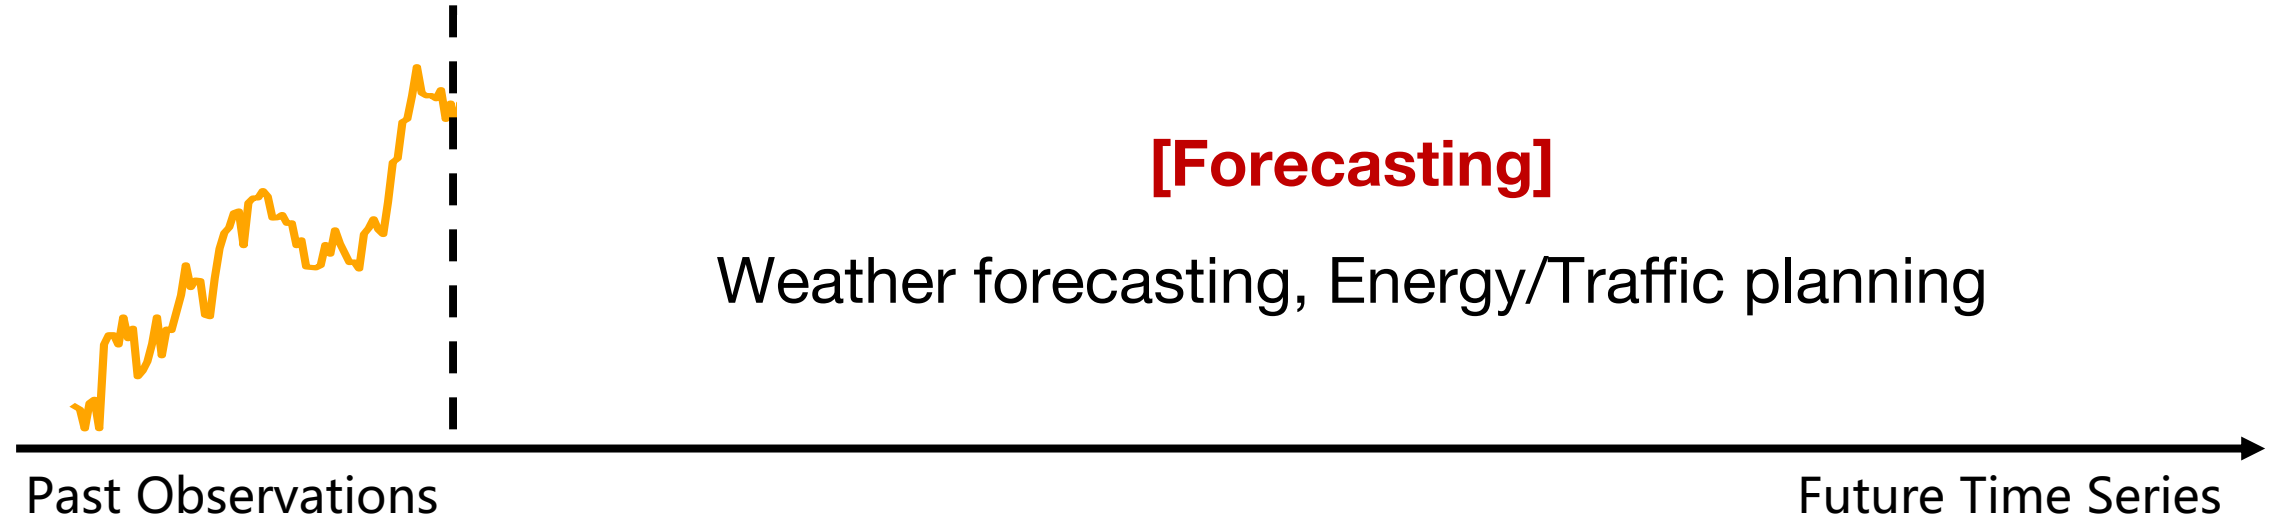 [Forecasting]
Weather forecasting, Energy/Traffic planning
Past Observations
Future Time Series